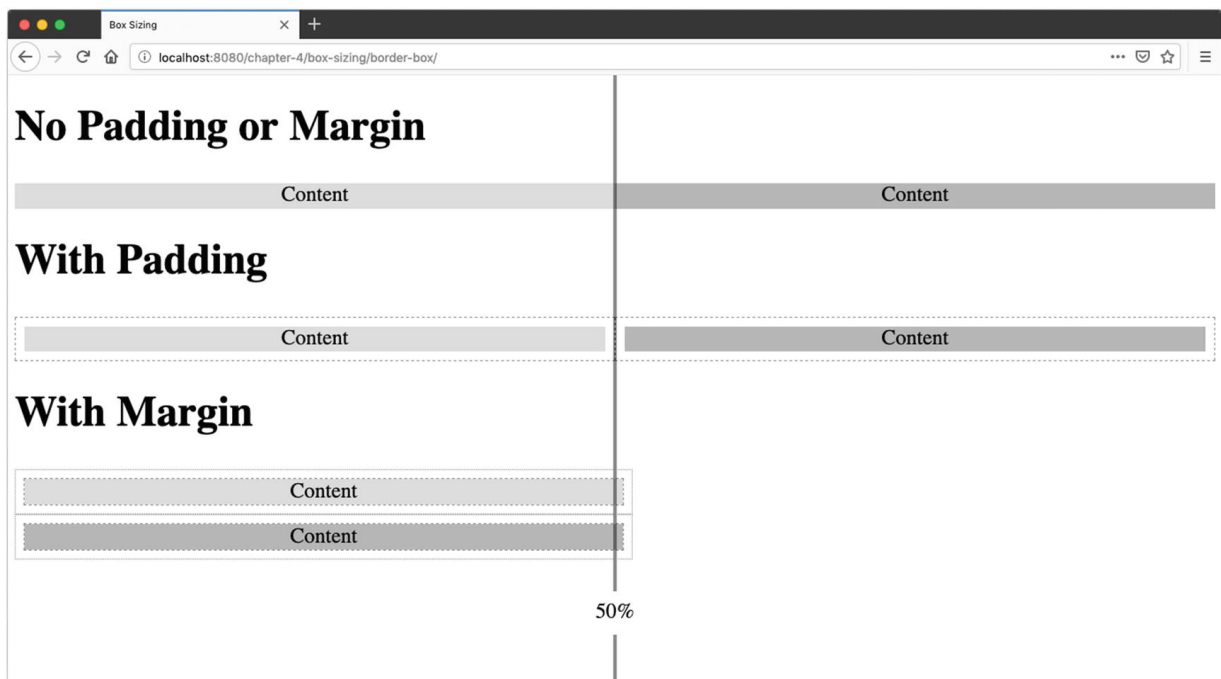 Box Sizing
localhost:8080/chapter-4/box-sizing/border-box/
No Padding or Margin
Content Content
With Padding
Content Content
With Margin
Content
Content
50%